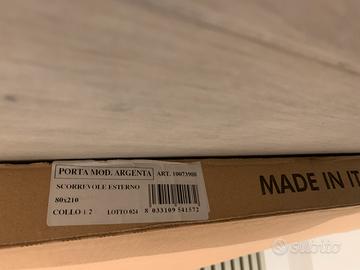 PORTA MOD. ARGENTA ART. 10073908
SCORREVOLE ESTERNO
80x210
COLLO 1/2 LOTTO 024 8 033109 541572
MADE IN IT
subito